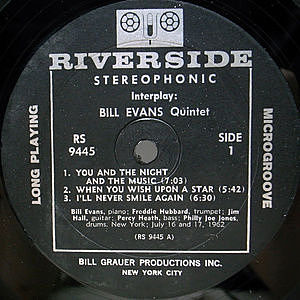 RIVERSIDE
STEREOPHONIC
Interplay:
BILL EVANS Quintet
RS
9445
SIDE
1
LONG PLAYING
MICROGROOVE
1. YOU AND THE NIGHT
AND THE MUSIC (7:03)
2. WHEN YOU WISH UPON A STAR (5:42)
3. I'LL NEVER SMILE AGAIN (6:30)
Bill Evans, piano; Freddie Hubbard, trumpet; Jim
Hall, guitar; Percy Heath, bass; Philly Joe Jones,
drums. New York; July 16 and 17, 1962
(RS 9445 A)
BILL GRAUER PRODUCTIONS INC.
NEW YORK CITY